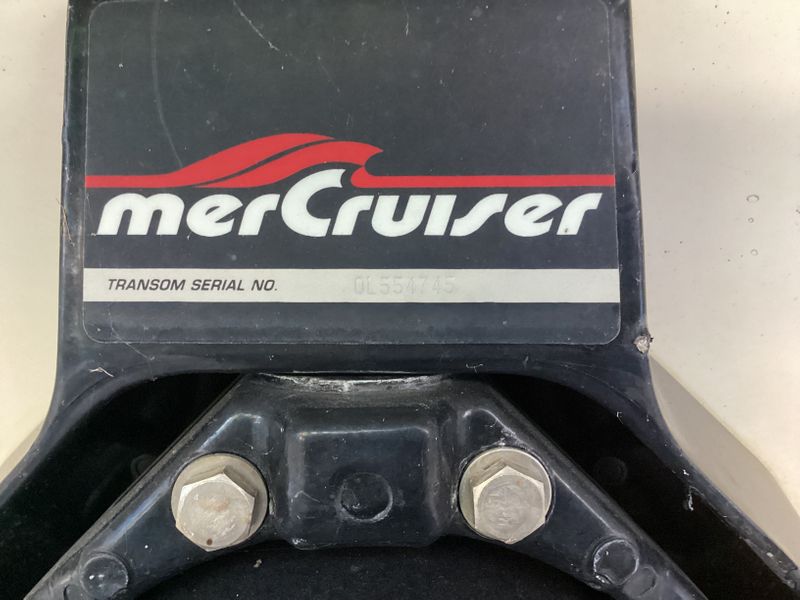 merCruiser
TRANSOM SERIAL NO. 0L554745